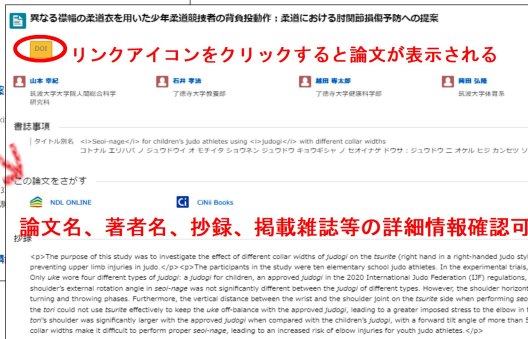 異なる襟幅の柔道衣を用いた少年柔道競技者の背負投動作：柔道における肘関節損傷予防への提案
DOI
リンクアイコンをクリックすると論文が表示される
山本 幸紀
筑波大学大学院人間総合科学研究科
石井 孝法
了徳寺大学教養部
越田 専太郎
了徳寺大学健康科学部
岡田 弘隆
筑波大学体育系
書誌事項
タイトル別名 <i>Seoi-nage</i> for children's judo athletes using <i>judogi</i> with different collar widths
コトナル エリハバ ノ ジュウドウイ オ モチイタ ショウネン ジュウドウ キョウギシャ ノ セオイナゲ ドウサ : ジュウドウ ニ オケル ヒジ カンセツ ソ
この論文をさがす
NDL ONLINE
CiNii Books
論文名、著者名、抄録、掲載雑誌等の詳細情報確認可
抄録
<p>The purpose of this study was to investigate the effect of different collar widths of judogi on the tsurite (right hand in a right-handed judo styl
preventing upper limb injuries in judo.</p><p>The participants in the study were ten elementary school judo athletes. In the experimental trials,
Only uke wore four different types of judogi: a judogi for children, an approved judogi in the 2020 International Judo Federation (IJF) regulations,
shoulder's external rotation angle in seoi-nage was not significantly different between the judogi of different types. However, the shoulder horizont
turning and throwing phases. Furthermore, the vertical distance between the wrist and the shoulder joint on the tsurite side when performing seo
the tori could not use tsurite effectively to keep the uke off-balance with the approved judogi, leading to a greater imposed stress to the elbow in t
tori's shoulder was significantly larger with the approved judogi when compared with the children's judogi, with a forward tilt angle of more than 5
collar widths make it difficult to perform proper seoi-nage, leading to an increased risk of elbow injuries for youth judo athletes.</p>